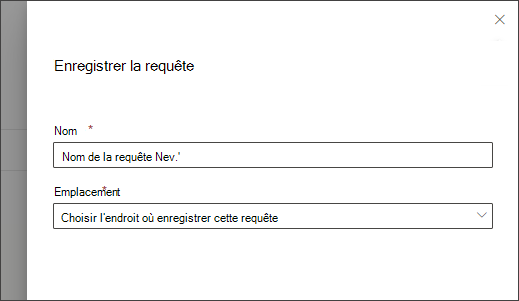 Enregistrer la requête
Nom *
Nom de la requête Nev.'
Emplacement *
Choisir l'endroit où enregistrer cette requête